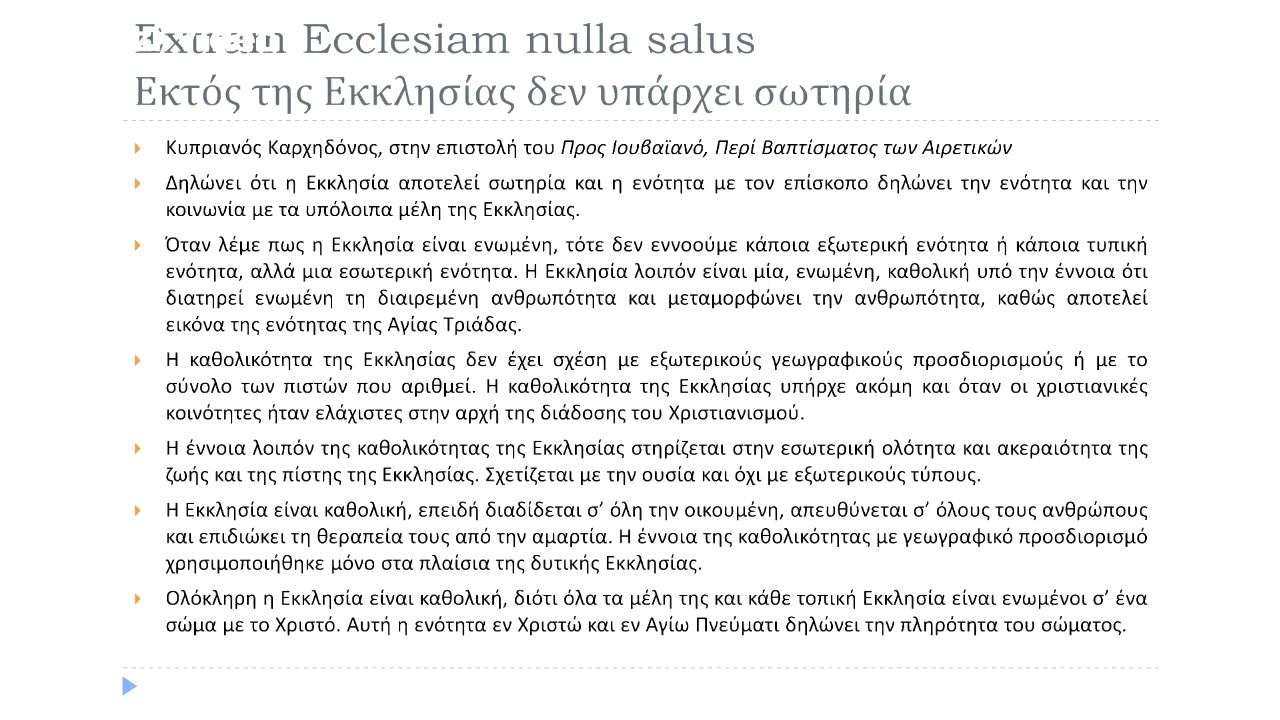 Extram Ecclesiam nulla salus
Εκτός της Εκκλησίας δεν υπάρχει σωτηρία
Κυπριανός Καρχηδόνος, στην επιστολή του Προς Ιουβαϊανό, Περί Βαπτίσματος των Αιρετικών
Δηλώνει ότι η Εκκλησία αποτελεί σωτηρία και η ενότητα με τον επίσκοπο δηλώνει την ενότητα και την
κοινωνία με τα υπόλοιπα μέλη της Εκκλησίας.
Όταν λέμε πως η Εκκλησία είναι ενωμένη, τότε δεν εννοούμε κάποια εξωτερική ενότητα ή κάποια τυπική
ενότητα, αλλά μια εσωτερική ενότητα. Η Εκκλησία λοιπόν είναι μία, ενωμένη, καθολική υπό την έννοια ότι
διατηρεί ενωμένη τη διαιρεμένη ανθρωπότητα και μεταμορφώνει την ανθρωπότητα, καθώς αποτελεί
εικόνα της ενότητας της Αγίας Τριάδας.
Η καθολικότητα της Εκκλησίας δεν έχει σχέση με εξωτερικούς γεωγραφικούς προσδιορισμούς ή με το
σύνολο των πιστών που αριθμεί. Η καθολικότητα της Εκκλησίας υπήρχε ακόμη και όταν οι χριστιανικές
κοινότητες ήταν ελάχιστες στην αρχή της διάδοσης του Χριστιανισμού.
Η έννοια λοιπόν της καθολικότητας της Εκκλησίας στηρίζεται στην εσωτερική ολότητα και ακεραιότητα της
ζωής και της πίστης της Εκκλησίας. Σχετίζεται με την ουσία και όχι με εξωτερικούς τύπους.
Η Εκκλησία είναι καθολική, επειδή διαδίδεται σ’ όλη την οικουμένη, απευθύνεται σ’ όλους τους ανθρώπους
και επιδιώκει τη θεραπεία τους από την αμαρτία. Η έννοια της καθολικότητας με γεωγραφικό προσδιορισμό
χρησιμοποιήθηκε μόνο στα πλαίσια της δυτικής Εκκλησίας.
Ολόκληρη η Εκκλησία είναι καθολική, διότι όλα τα μέλη της και κάθε τοπική Εκκλησία είναι ενωμένοι σ’ ένα
σώμα με το Χριστό. Αυτή η ενότητα εν Χριστώ και εν Αγίω Πνεύματι δηλώνει την πληρότητα του σώματος.